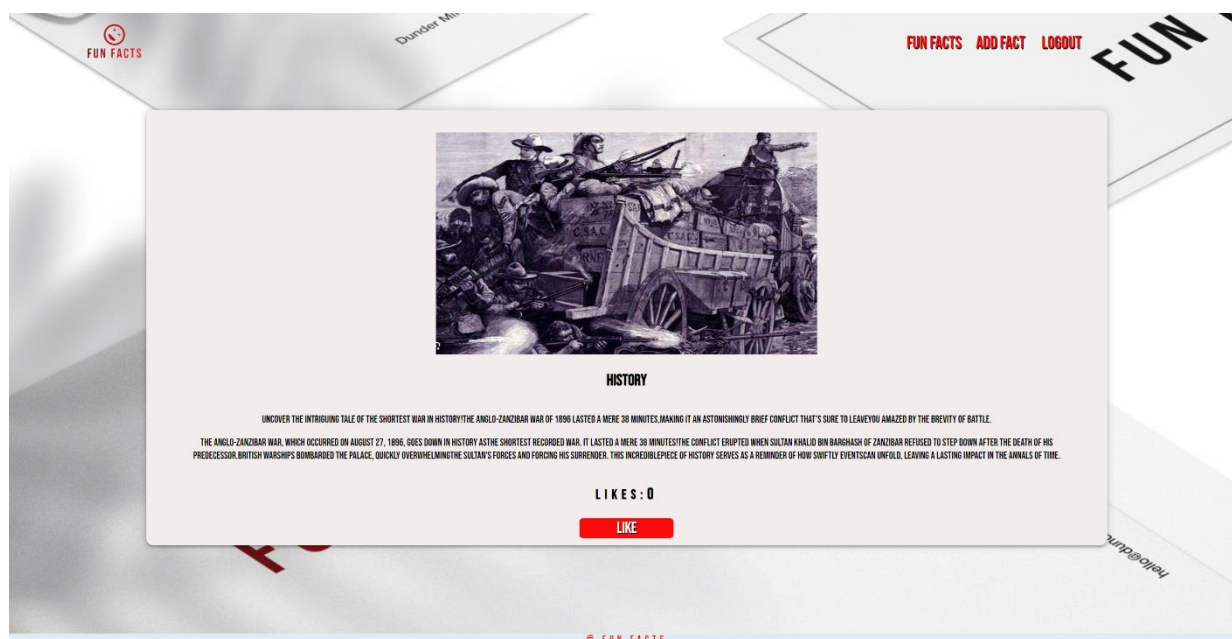 Dunder Mi
FUN FACTS
FUN FACTS ADD FACT LOGOUT
FUN
C.S.A.C.
C.S.A.C.
HISTORY
UNCOVER THE INTRIGUING TALE OF THE SHORTEST WAR IN HISTORY!THE ANGLO-ZANZIBAR WAR OF 1896 LASTED A MERE 38 MINUTES,MAKING IT AN ASTONISHINGLY BRIEF CONFLICT THAT'S SURE TO LEAVEYOU AMAZED BY THE BREVITY OF BATTLE.
THE ANGLO-ZANZIBAR WAR, WHICH OCCURRED ON AUGUST 27, 1896, GOES DOWN IN HISTORY ASTHE SHORTEST RECORDED WAR. IT LASTED A MERE 38 MINUTES!THE CONFLICT ERUPTED WHEN SULTAN KHALID BIN BARGHASH OF ZANZIBAR REFUSED TO STEP DOWN AFTER THE DEATH OF HIS
PREDECESSOR.BRITISH WARSHIPS BOMBARDED THE PALACE, QUICKLY OVERWHELMINGTHE SULTAN'S FORCES AND FORCING HIS SURRENDER. THIS INCREDIBLEPIECE OF HISTORY SERVES AS A REMINDER OF HOW SWIFTLY EVENTSCAN UNFOLD, LEAVING A LASTING IMPACT IN THE ANNALS OF TIME.
LIKES:0
LIKE
hello@dund
© FUN FACTS